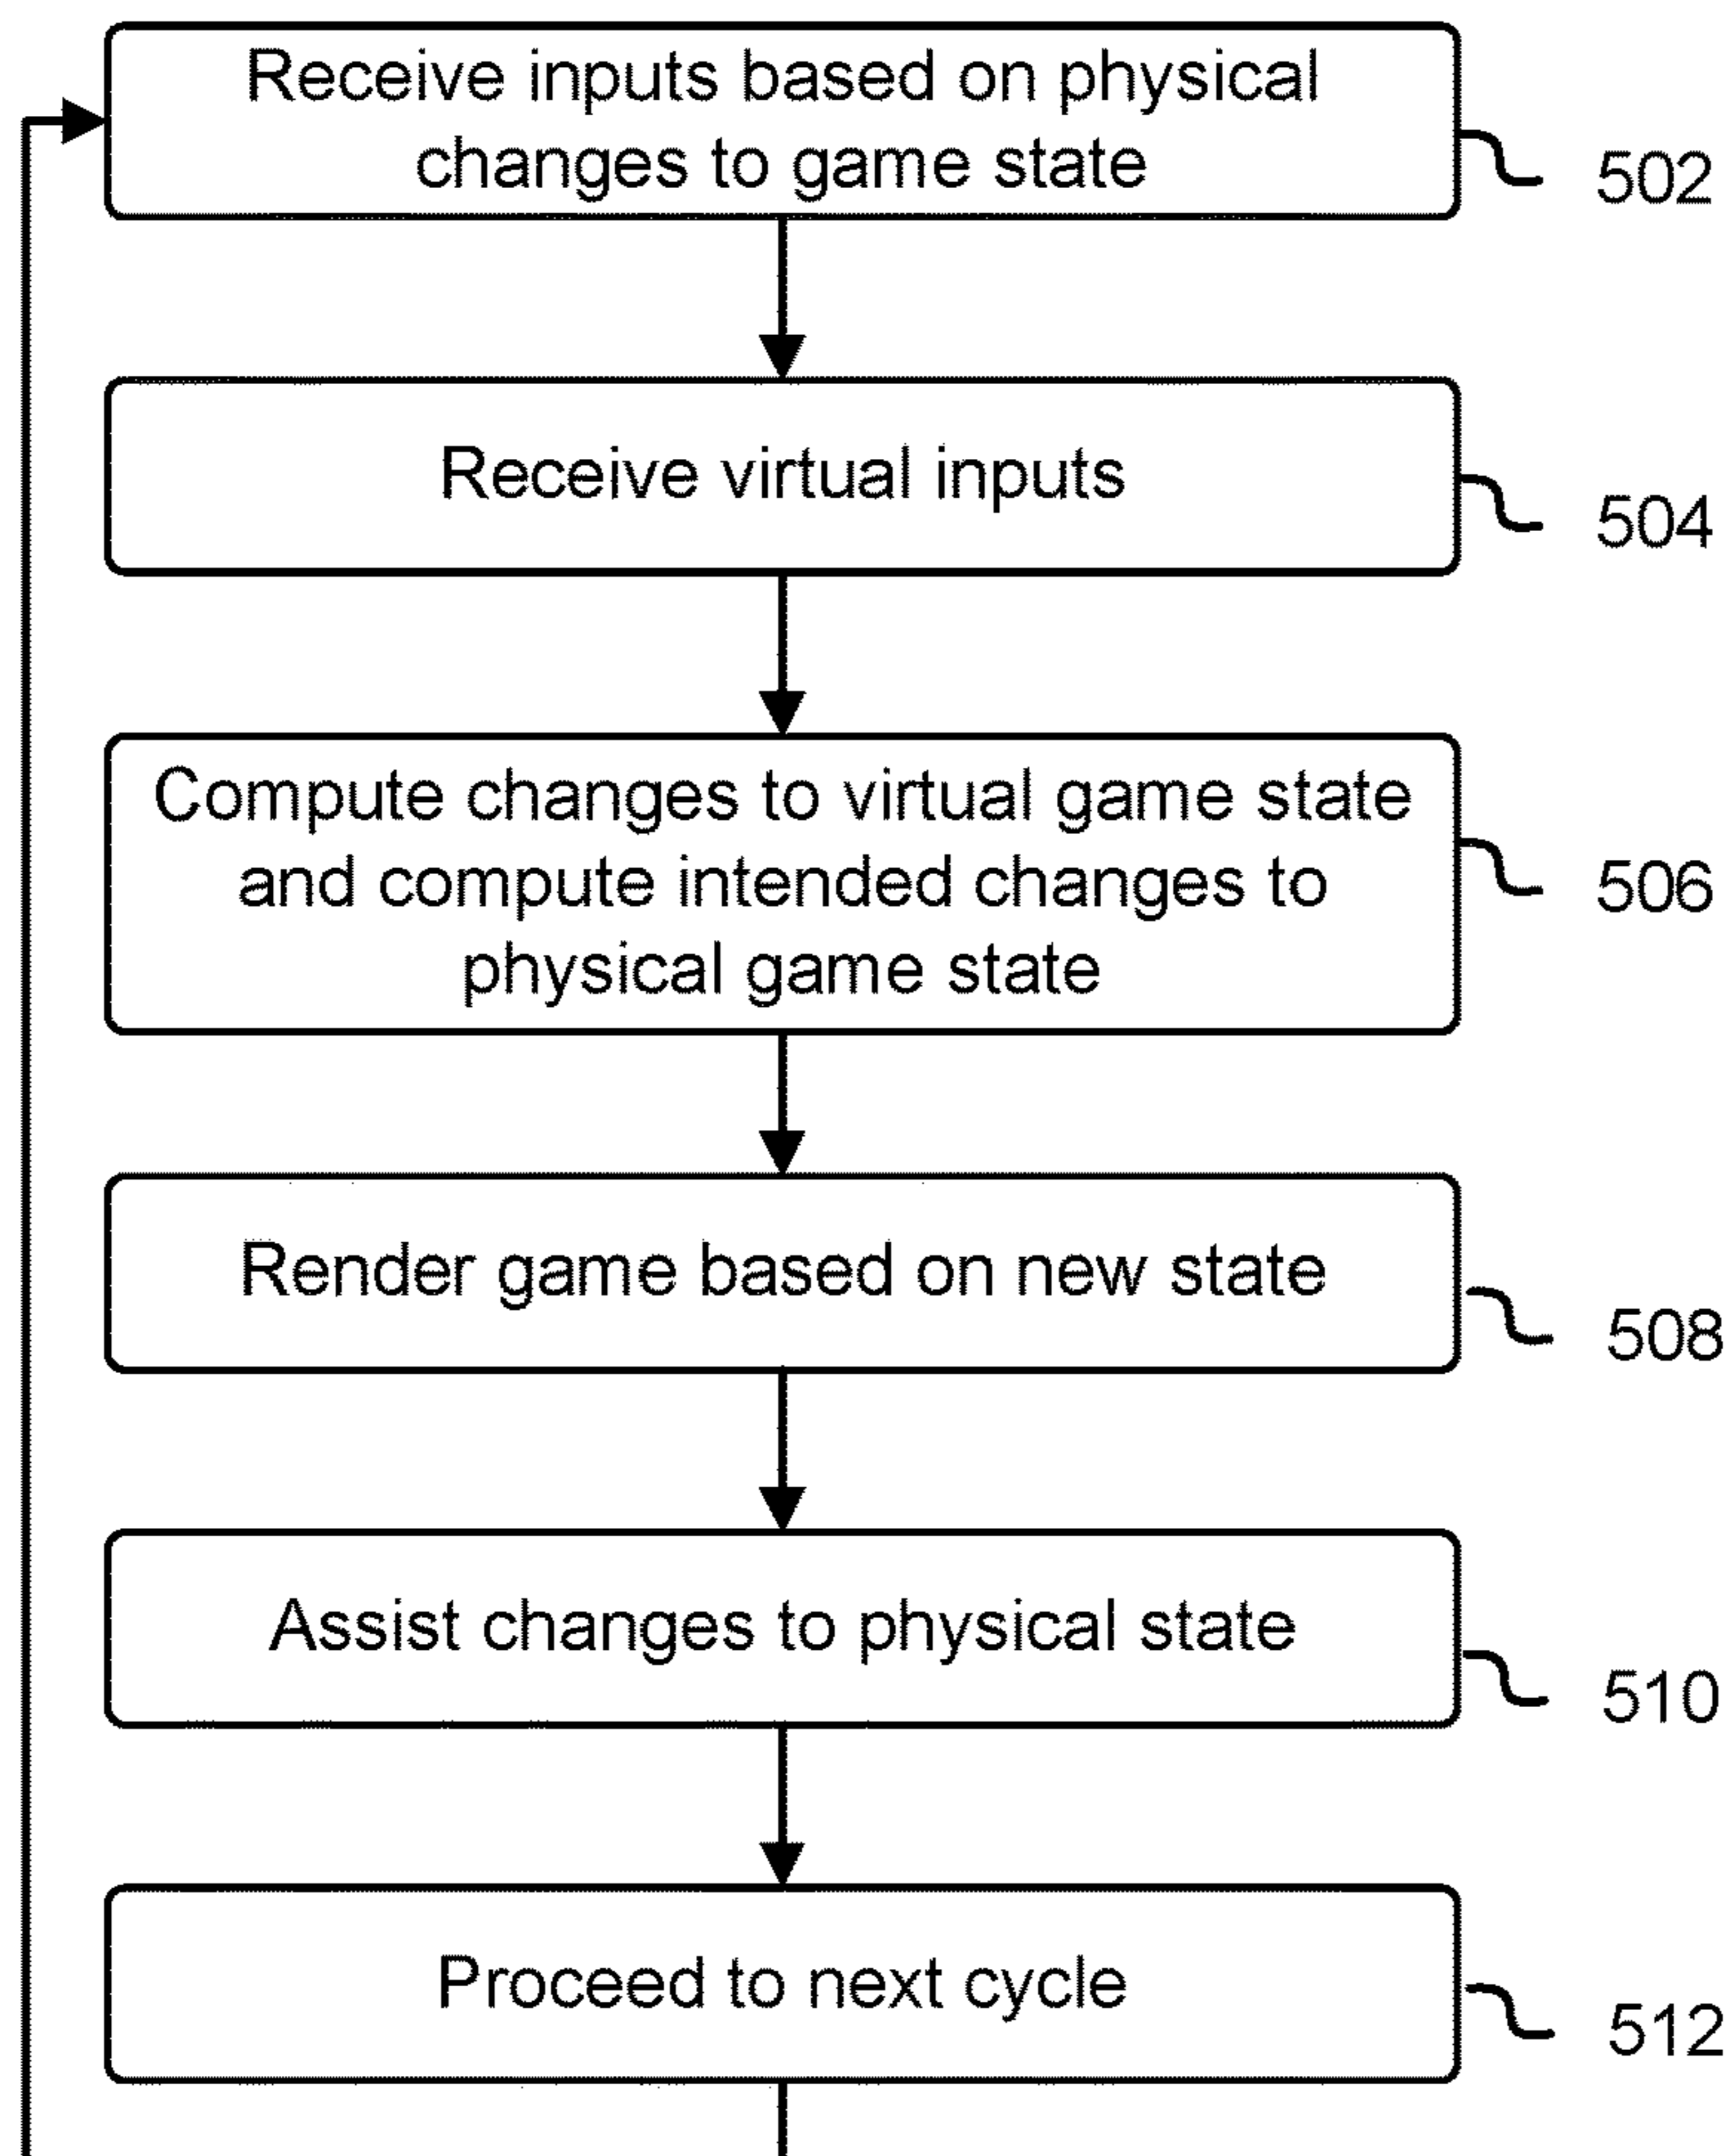 Receive inputs based on physical
changes to game state
502
Receive virtual inputs
504
Compute changes to virtual game state
and compute intended changes to
physical game state
506
Render game based on new state
508
Assist changes to physical state
510
Proceed to next cycle
512